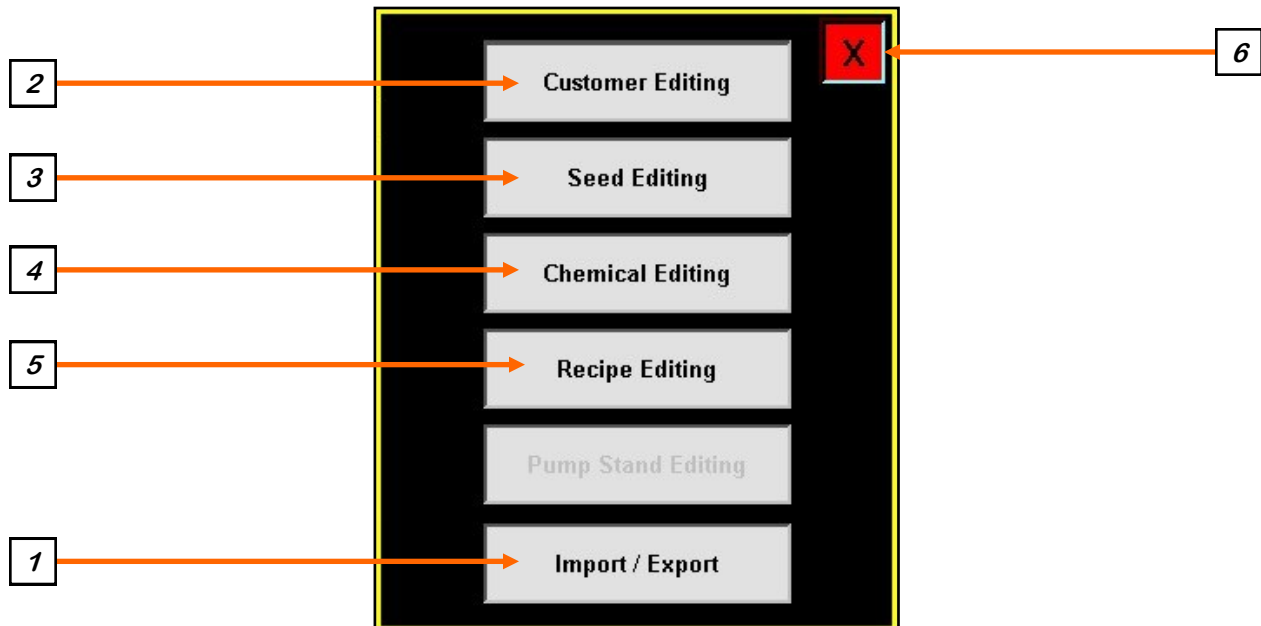 X
6
2
Customer Editing
3
Seed Editing
4
Chemical Editing
5
Recipe Editing
Pump Stand Editing
1
Import / Export